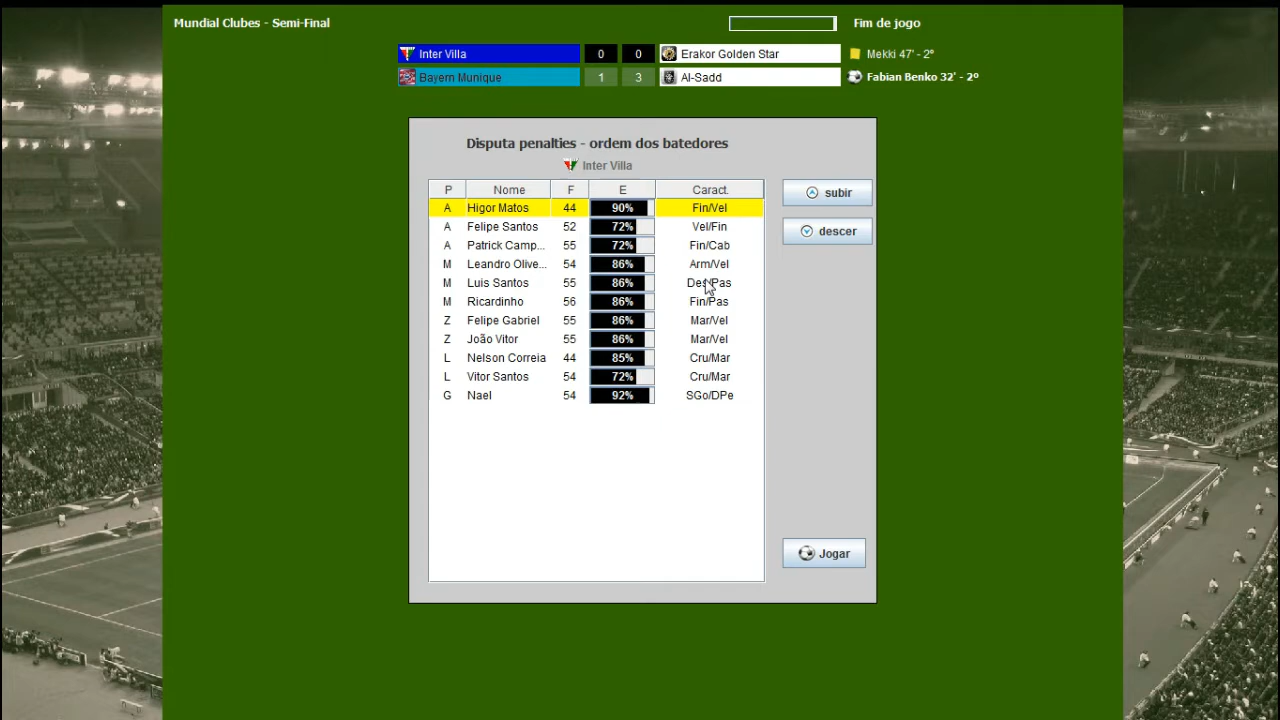 Mundial Clubes - Semi-Final
Fim de jogo
Inter Villa 0 0 Erakor Golden Star Mekki 47' - 2º
Bayern Munique 1 3 Al-Sadd Fabian Benko 32' - 2º
Disputa penalties - ordem dos batedores
Inter Villa
P Nome F E Caract.
A Higor Matos 44 90% Fin/Vel
A Felipe Santos 52 72% Vel/Fin
A Patrick Camp... 55 72% Fin/Cab
M Leandro Olive... 54 86% Arm/Vel
M Luis Santos 55 86% Des/Pas
M Ricardinho 56 86% Fin/Pas
Z Felipe Gabriel 55 86% Mar/Vel
Z João Vitor 55 86% Mar/Vel
L Nelson Correia 44 85% Cru/Mar
L Vitor Santos 54 72% Cru/Mar
G Nael 54 92% SGo/DPe
subir
descer
Jogar